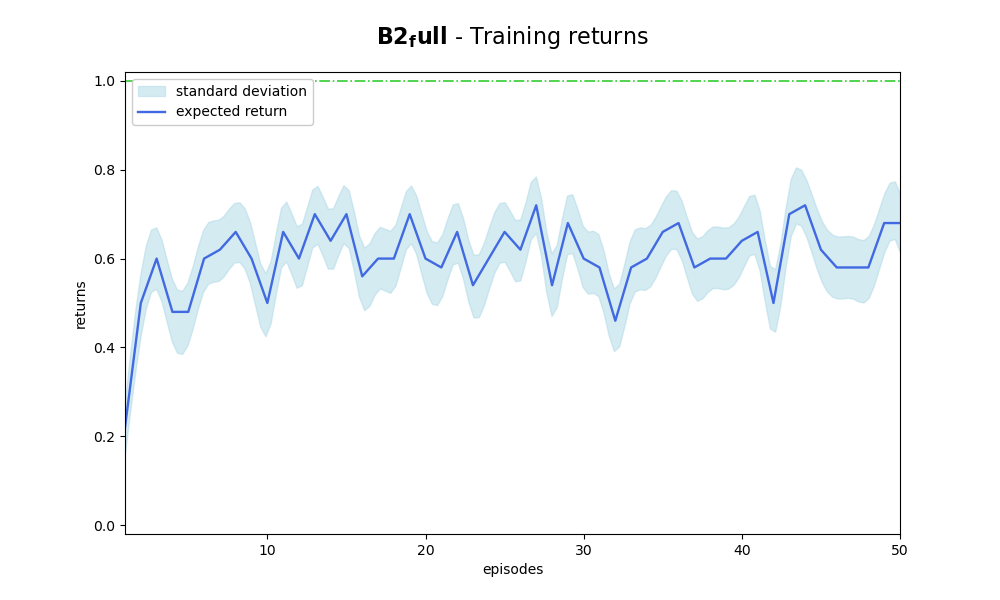 B2full - Training returns
1.0
0.8
0.6
0.4
0.2
0.0
returns
standard deviation
expected return
10
20
30
40
50
episodes